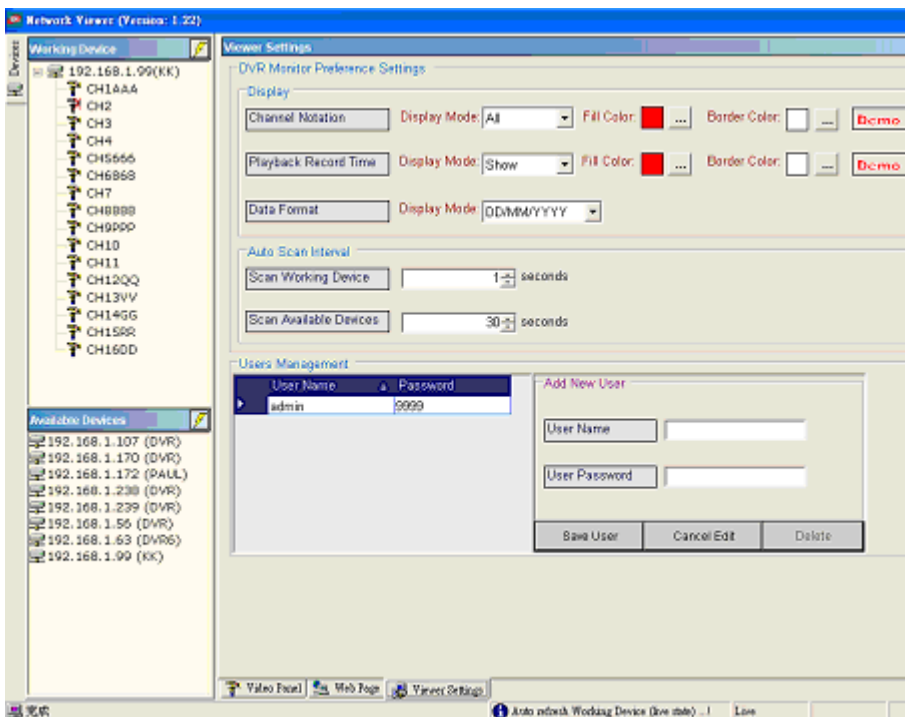 Network Viewer (Version: 1.22)
Devices
Working Device
192.168.1.99(KK)
CH1AAA
CH2
CH3
CH4
CH5666
CH6868
CH7
CH8BBB
CH9PPP
CH10
CH11
CH12QQ
CH13VV
CH14GG
CH15RR
CH16DD
Available Devices
192.168.1.107 (DVR)
192.168.1.170 (DVR)
192.168.1.172 (PAUL)
192.168.1.238 (DVR)
192.168.1.239 (DVR)
192.168.1.56 (DVR)
192.168.1.63 (DVR6)
192.168.1.99 (KK)
Viewer Settings
DVR Monitor Preference Settings
Display
Channel Notation Display Mode: All Fill Color: ... Border Color: ... Demo
Playback Record Time Display Mode: Show Fill Color: ... Border Color: ... Demo
Data Format Display Mode: DD/MM/YYYY
Auto Scan Interval
Scan Working Device 1 seconds
Scan Available Devices 30 seconds
Users Management
User Name Password
admin 9999
Add New User
User Name
User Password
Save User Cancel Edit Delete
Video Panel Web Page Viewer Settings
完成 Auto refresh Working Device (live state) ...!